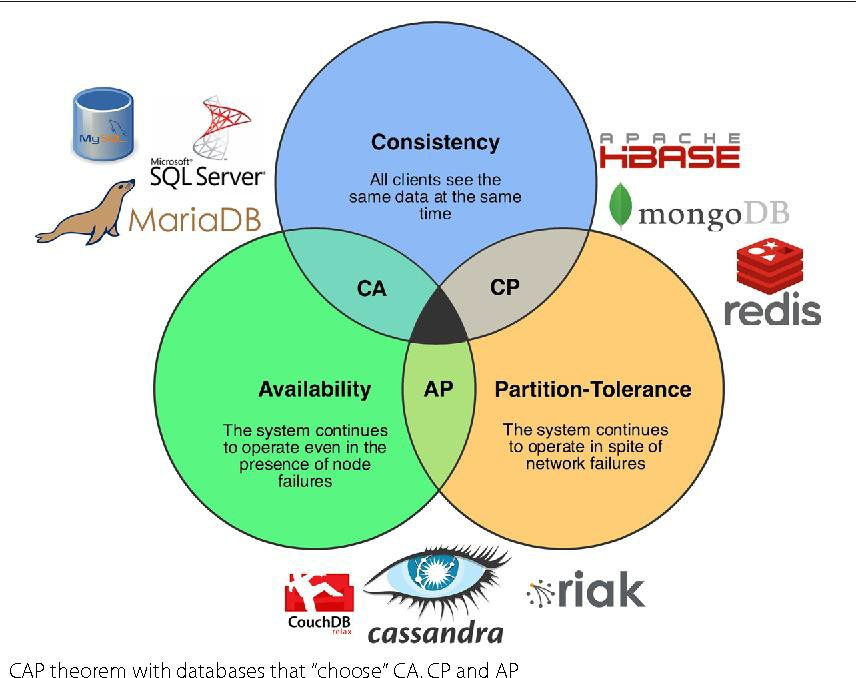 Consistency
All clients see the
same data at the same
time
MySQL
Microsoft®
SQL Server®
MariaDB
APACHE
HBASE
mongoDB
redis
CA
CP
AP
Availability
The system continues
to operate even in the
presence of node
failures
Partition-Tolerance
The system continues
to operate in spite of
network failures
CouchDB
relax
cassandra
riak
CAP theorem with databases that “choose” CA. CP and AP